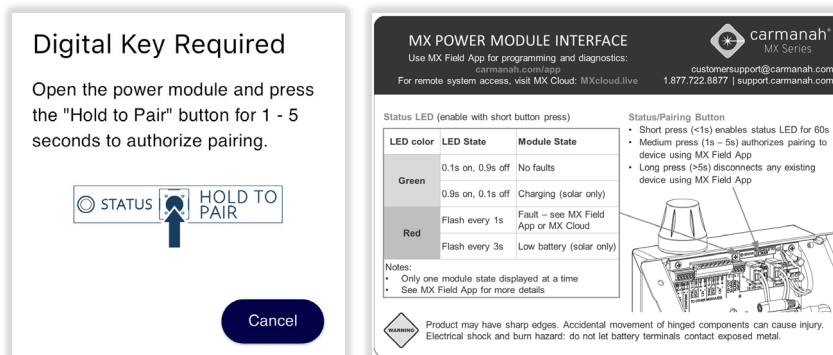 Digital Key Required
Open the power module and press
the "Hold to Pair" button for 1 - 5
seconds to authorize pairing.
STATUS
HOLD TO
PAIR
Cancel
MX POWER MODULE INTERFACE
Use MX Field App for programming and diagnostics:
carmanah.com/app
For remote system access, visit MX Cloud: MXcloud.live
carmanah®
MX Series
customersupport@carmanah.com
1.877.722.8877 | support.carmanah.com
Status LED (enable with short button press)
LED color LED State Module State
Green
0.1s on, 0.9s off No faults
0.9s on, 0.1s off Charging (solar only)
Red
Flash every 1s Fault – see MX Field
App or MX Cloud
Flash every 3s Low battery (solar only)
Notes:
• Only one module state displayed at a time
• See MX Field App for more details
Status/Pairing Button
• Short press (<1s) enables status LED for 60s
• Medium press (1s – 5s) authorizes pairing to
device using MX Field App
• Long press (>5s) disconnects any existing
device using MX Field App
WARNING
Product may have sharp edges. Accidental movement of hinged components can cause injury.
Electrical shock and burn hazard: do not let battery terminals contact exposed metal.